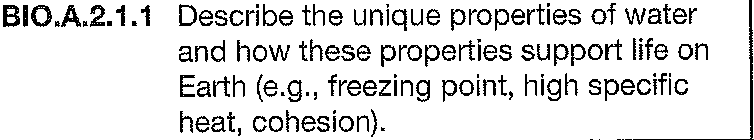 BIO.A.2.1.1 Describe the unique properties of water
and how these properties support life on
Earth (e.g., freezing point, high specific
heat, cohesion).